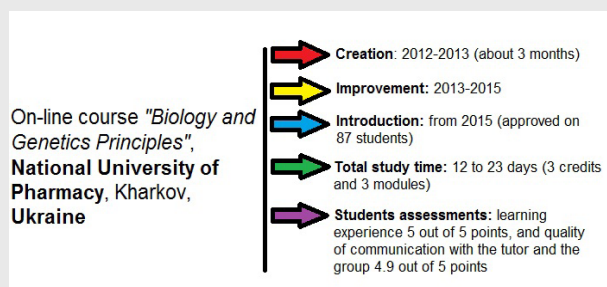 On-line course "Biology and
Genetics Principles",
National University of
Pharmacy, Kharkov,
Ukraine
Creation: 2012-2013 (about 3 months)
Improvement: 2013-2015
Introduction: from 2015 (approved on
87 students)
Total study time: 12 to 23 days (3 credits
and 3 modules)
Students assessments: learning
experience 5 out of 5 points, and quality
of communication with the tutor and the
group 4.9 out of 5 points